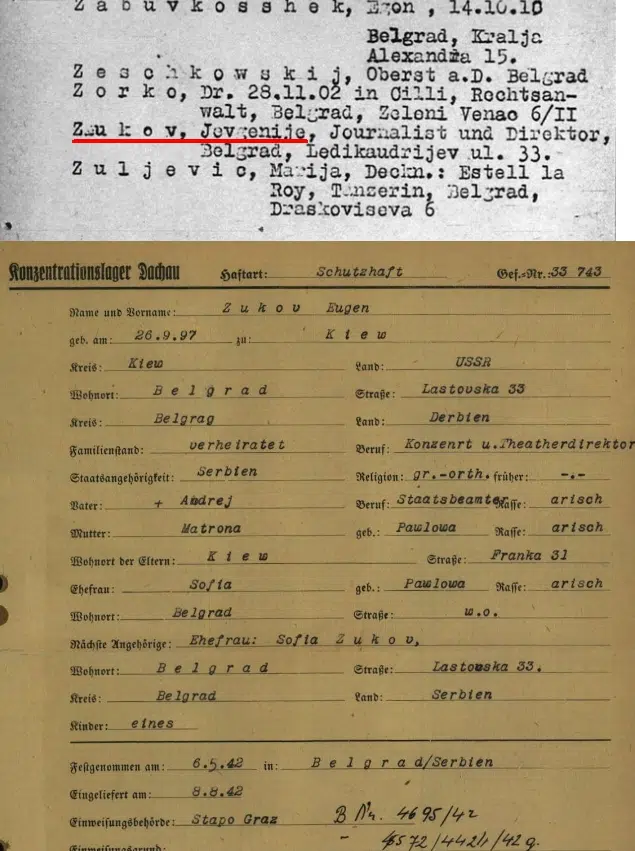 Z a b u v k o s s h e k, Egon , 14.10.10
Belgrad, Kralja
Alexandra 15.
Z e s c h k o w s k i j, Oberst a.D. Belgrad
Z o r k o, Dr. 28.11.02 in Cilli, Rechtsan-
walt, Belgrad, Zeleni Venac 6/II
Z u k o v, Jevgenije, Journalist und Direktor,
Belgrad, Ledikaudrijev ul. 33.
Z u l j e v i c, Marija, Deckn.: Estell la
Roy, Tänzerin, Belgrad,
Draskoviseva 6
Konzentrationslager Dachau Haftart: Schutzhaft Gef.-Nr.: 33 743
Name und Vorname: Z u k o v Eugen
geb. am: 26.9.97 zu: K i e w
Kreis: Kiew Land: USSR
Wohnort: B e l g r a d Straße: Lastovska 33
Kreis: Belgrag Land: Derbien
Familienstand: verheiratet Beruf: Konzenrt u.Theatherdirektor
Staatsangehörigkeit: Serbien Religion: gr.-orth. früher: -.-
Vater: + Andrej Beruf: Staatsbeamter Rasse: arisch
Mutter: Matrona geb.: Pawlowa Rasse: arisch
Wohnort der Eltern: K i e w Straße: Franka 31
Ehefrau: Sofia geb.: Pawlowa Rasse: arisch
Wohnort: Belgrad Straße: w.o.
Nächste Angehörige: Ehefrau: Sofia Z u k o v,
Wohnort: B e l g r a d Straße: Lastovska 33.
Kreis: Belgrad Land: Serbien
Kinder: eines
Festgenommen am: 6.5.42 in: B e l g r a d/Serbien
Eingeliefert am: 8.8.42
Einweisungsbehörde: Stapo Graz B Nr. 4695/42
Einweisungsgrund: